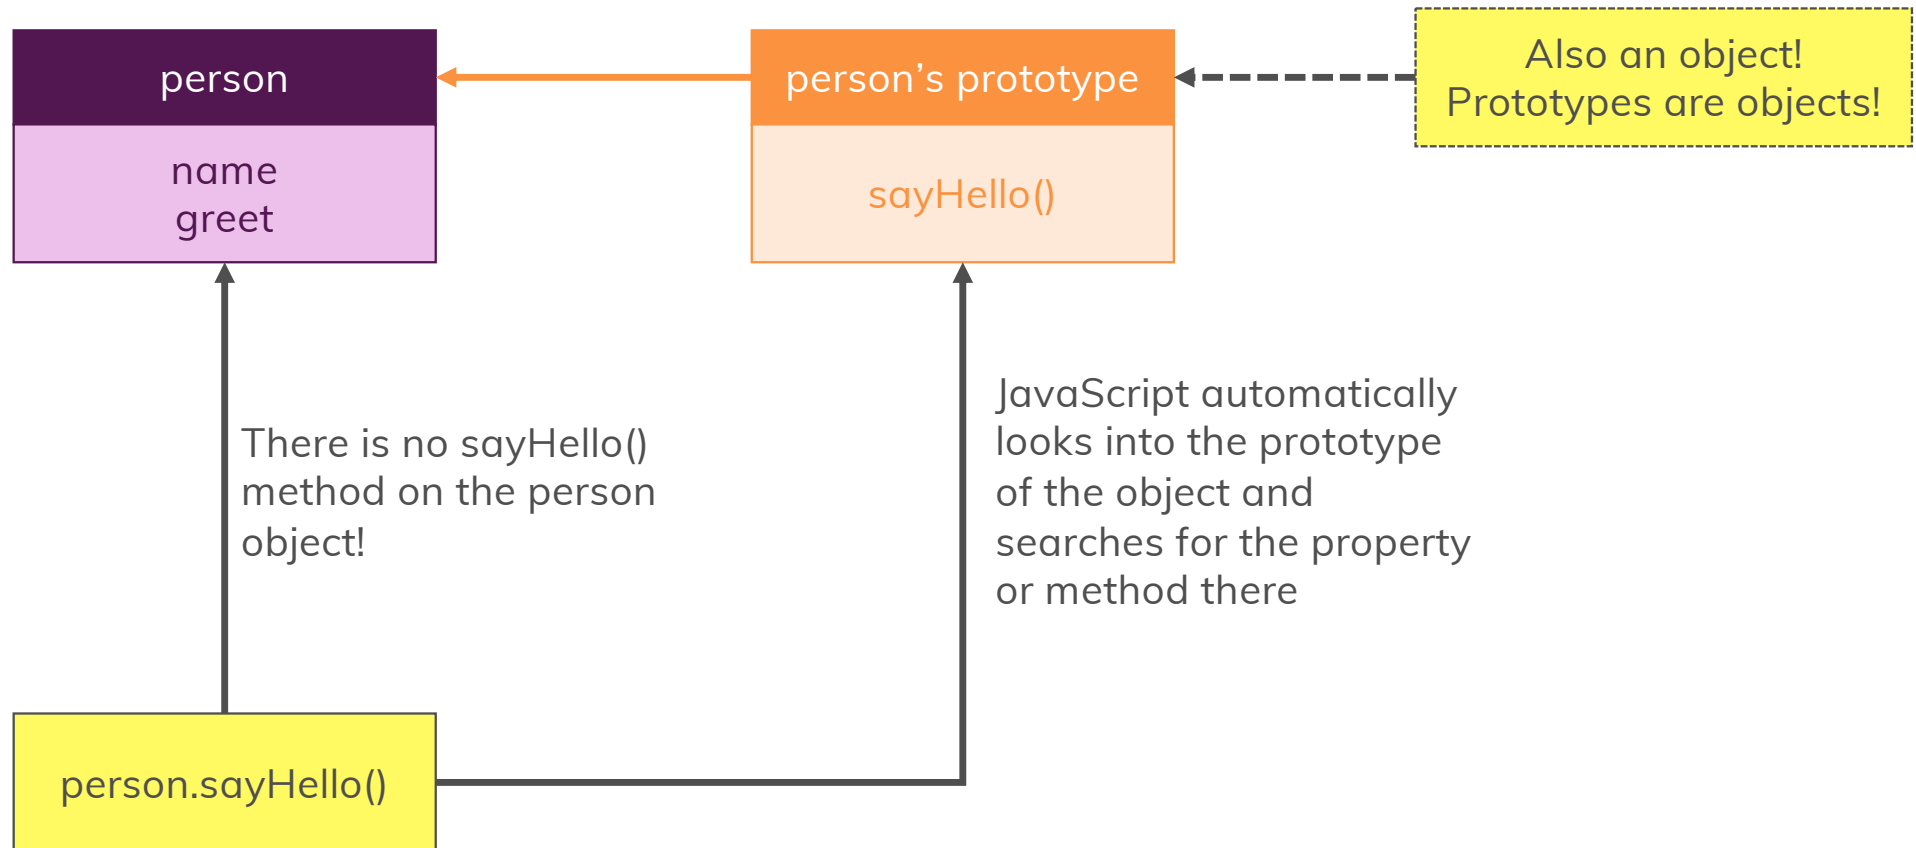 person
name
greet
person’s prototype
sayHello()
Also an object!
Prototypes are objects!
There is no sayHello()
method on the person
object!
JavaScript automatically
looks into the prototype
of the object and
searches for the property
or method there
person.sayHello()